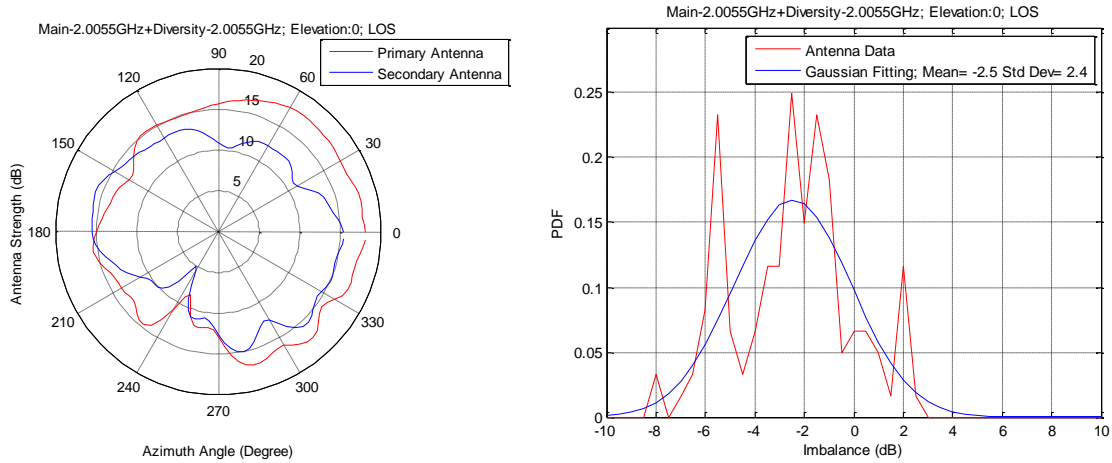 Main-2.0055GHz+Diversity-2.0055GHz; Elevation:0; LOS
Primary Antenna
Secondary Antenna
90
20
120
60
15
150
10
30
5
180
0
210
330
240
300
270
Antenna Strength (dB)
Azimuth Angle (Degree)
Main-2.0055GHz+Diversity-2.0055GHz; Elevation:0; LOS
Antenna Data
Gaussian Fitting; Mean= -2.5 Std Dev= 2.4
0.25
0.2
0.15
0.1
0.05
0
PDF
-10 -8 -6 -4 -2 0 2 4 6 8 10
Imbalance (dB)